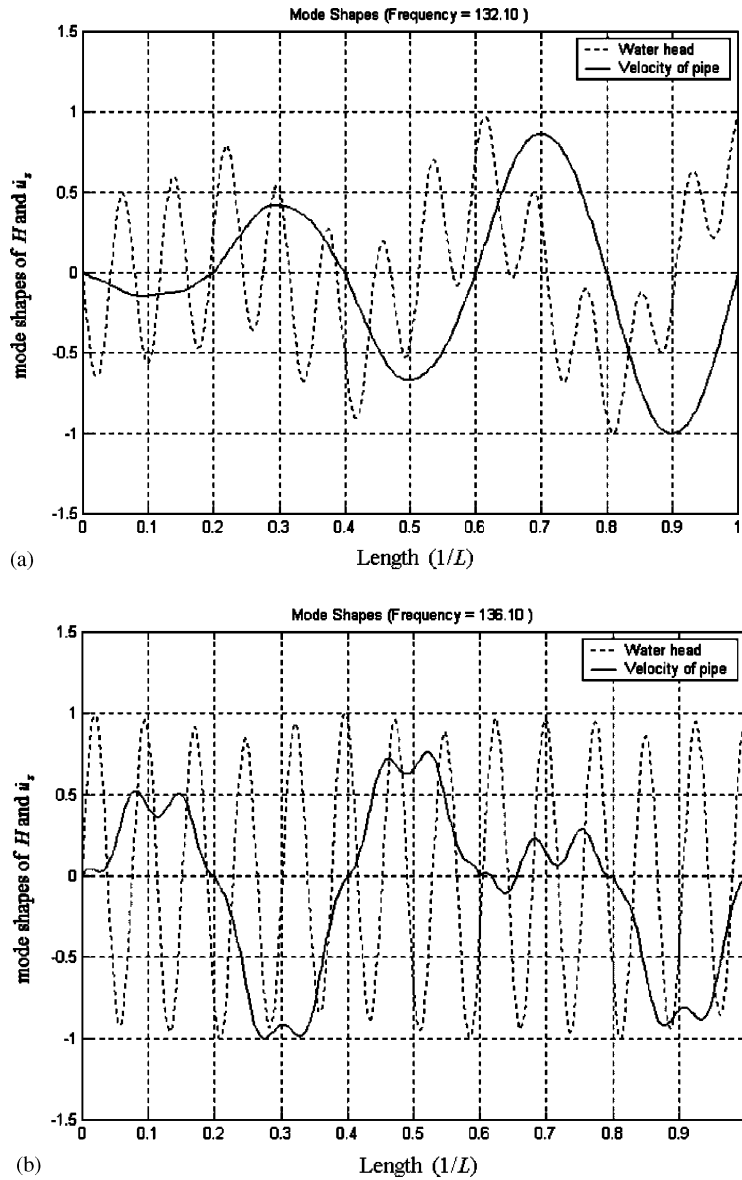 Mode Shapes (Frequency = 132.10 )
1.5
1
0.5
0
-0.5
-1
-1.5
mode shapes of H and u̇z
Water head
Velocity of pipe
0 0.1 0.2 0.3 0.4 0.5 0.6 0.7 0.8 0.9 1
Length (1/L)
(a)
Mode Shapes (Frequency = 136.10 )
1.5
1
0.5
0
-0.5
-1
-1.5
mode shapes of H and u̇z
Water head
Velocity of pipe
0 0.1 0.2 0.3 0.4 0.5 0.6 0.7 0.8 0.9
Length (1/L)
(b)